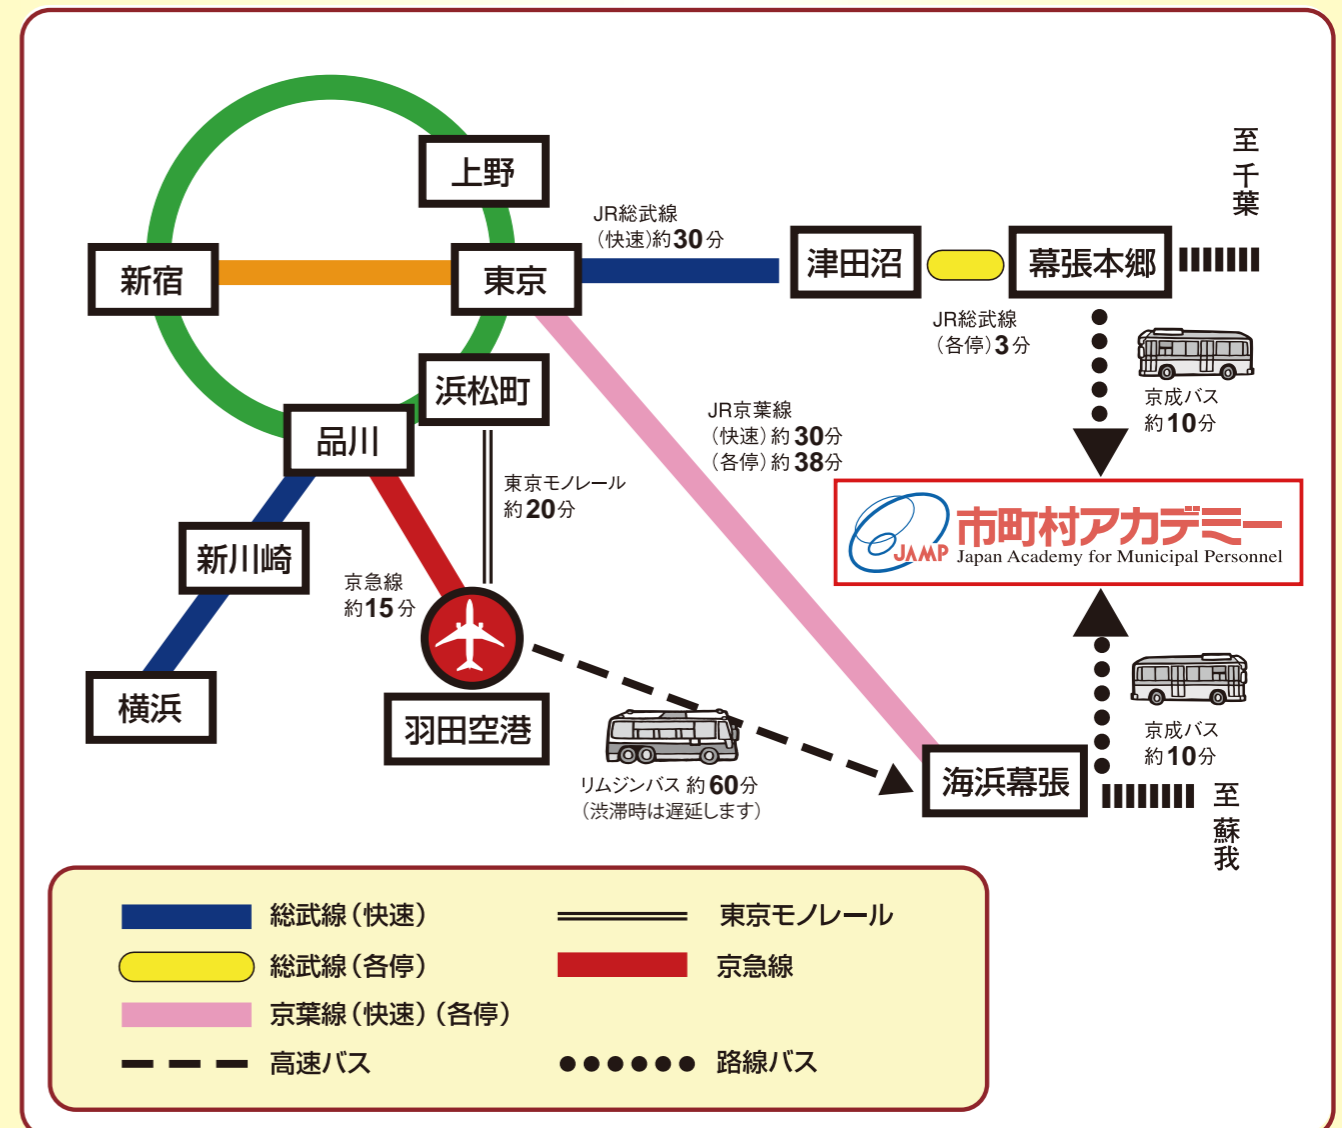 上野
至千葉
JR総武線
（快速）約30分
新宿
東京
津田沼
幕張本郷
JR総武線
（各停）3分
京成バス
約10分
浜松町
品川
JR京葉線
（快速）約30分
（各停）約38分
東京モノレール
約20分
JAMP
市町村アカデミー
Japan Academy for Municipal Personnel
新川崎
京急線
約15分
横浜
羽田空港
リムジンバス 約60分
（渋滞時は遅延します）
海浜幕張
京成バス
約10分
至蘇我
総武線（快速）
東京モノレール
総武線（各停）
京急線
京葉線（快速）（各停）
高速バス
路線バス